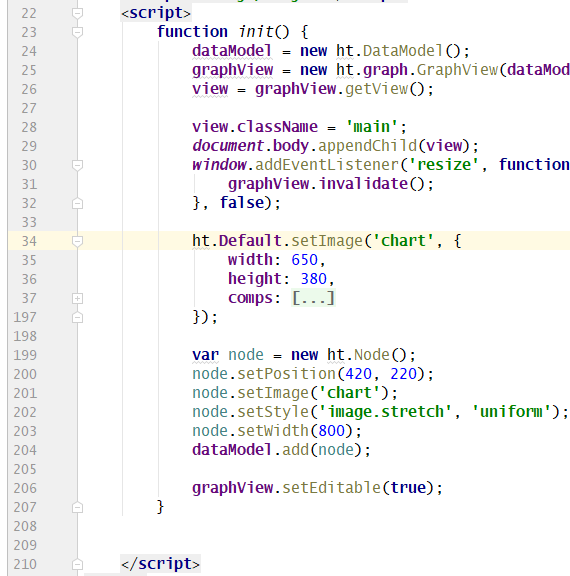 22 <script>
23 function init() {
24 dataModel = new ht.DataModel();
25 graphView = new ht.graph.GraphView(dataMod
26 view = graphView.getView();
27
28 view.className = 'main';
29 document.body.appendChild(view);
30 window.addEventListener('resize', function
31 graphView.invalidate();
32 }, false);
33
34 ht.Default.setImage('chart', {
35 width: 650,
36 height: 380,
37 comps: [...]
197 });
198
199 var node = new ht.Node();
200 node.setPosition(420, 220);
201 node.setImage('chart');
202 node.setStyle('image.stretch', 'uniform');
203 node.setWidth(800);
204 dataModel.add(node);
205
206 graphView.setEditable(true);
207 }
208
209
210 </script>